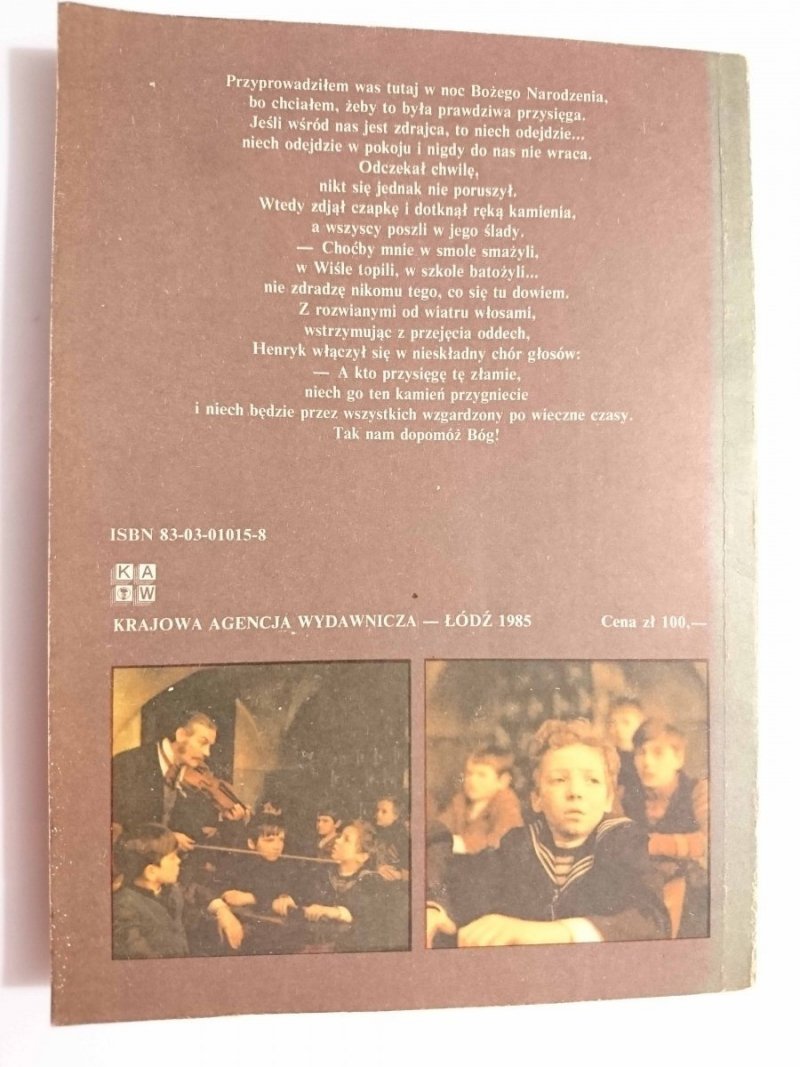 Przyprowadziłem was tutaj w noc Bożego Narodzenia,
bo chciałem, żeby to była prawdziwa przysięga.
Jeśli wśród nas jest zdrajca, to niech odejdzie...
niech odejdzie w pokoju i nigdy do nas nie wraca.
Odczekał chwilę,
nikt się jednak nie poruszył.
Wtedy zdjął czapkę i dotknął ręką kamienia,
a wszyscy poszli w jego ślady.
— Choćby mnie w smole smażyli,
w Wiśle topili, w szkole batożyli...
nie zdradzę nikomu tego, co się tu dowiem.
Z rozwianymi od wiatru włosami,
wstrzymując z przejęcia oddech,
Henryk włączył się w nieskładny chór głosów:
— A kto przysięgę tę złamie,
niech go ten kamień przygniecie
i niech będzie przez wszystkich wzgardzony po wieczne czasy.
Tak nam dopomóż Bóg!
ISBN 83-03-01015-8
K A
W
KRAJOWA AGENCJA WYDAWNICZA — ŁÓDŹ 1985 Cena zł 100,—